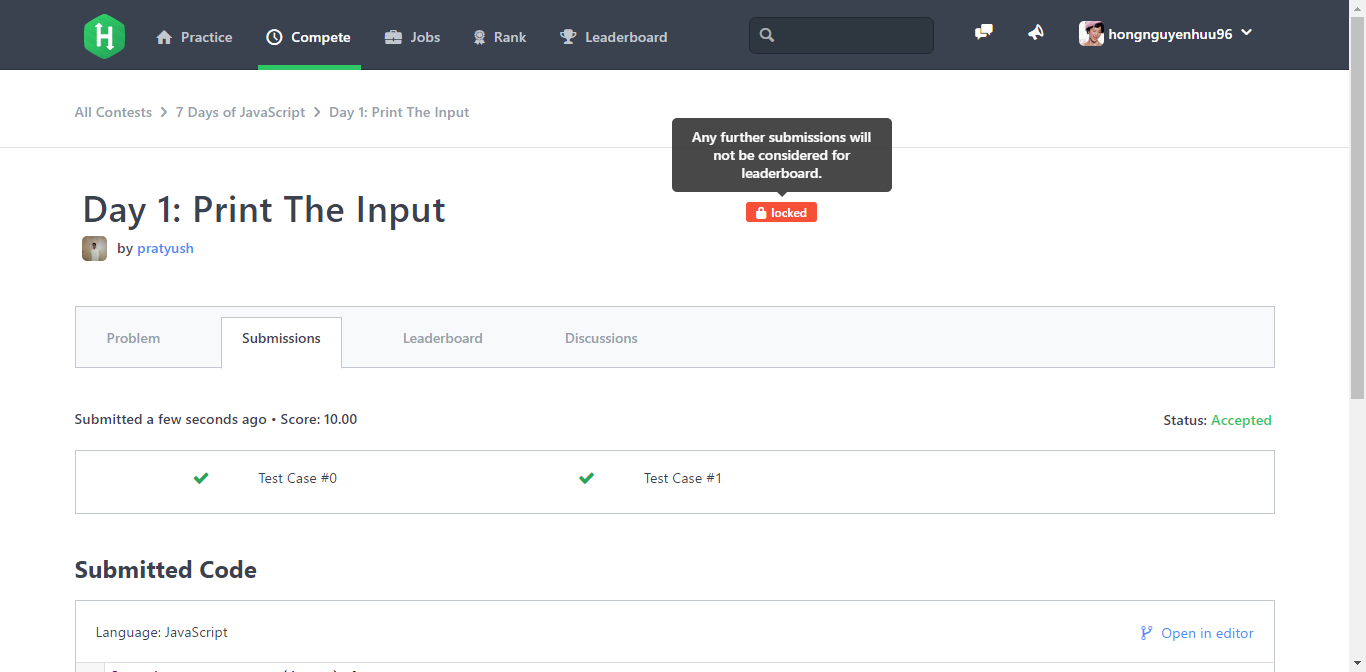 H
Practice
Compete
Jobs
Rank
Leaderboard
hongnguyenhuu96
All Contests > 7 Days of JavaScript > Day 1: Print The Input
Any further submissions will
not be considered for
leaderboard.
locked
Day 1: Print The Input
by pratyush
Problem
Submissions
Leaderboard
Discussions
Submitted a few seconds ago • Score: 10.00
Status: Accepted
Test Case #0
Test Case #1
Submitted Code
Language: JavaScript
Open in editor